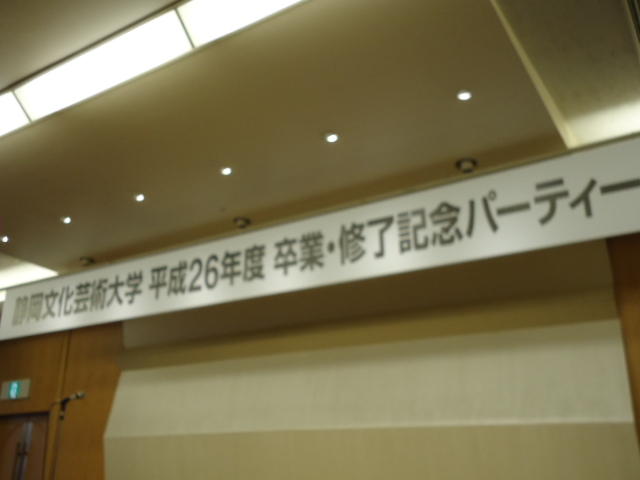 静岡文化芸術大学 平成26年度 卒業・修了記念パーティー